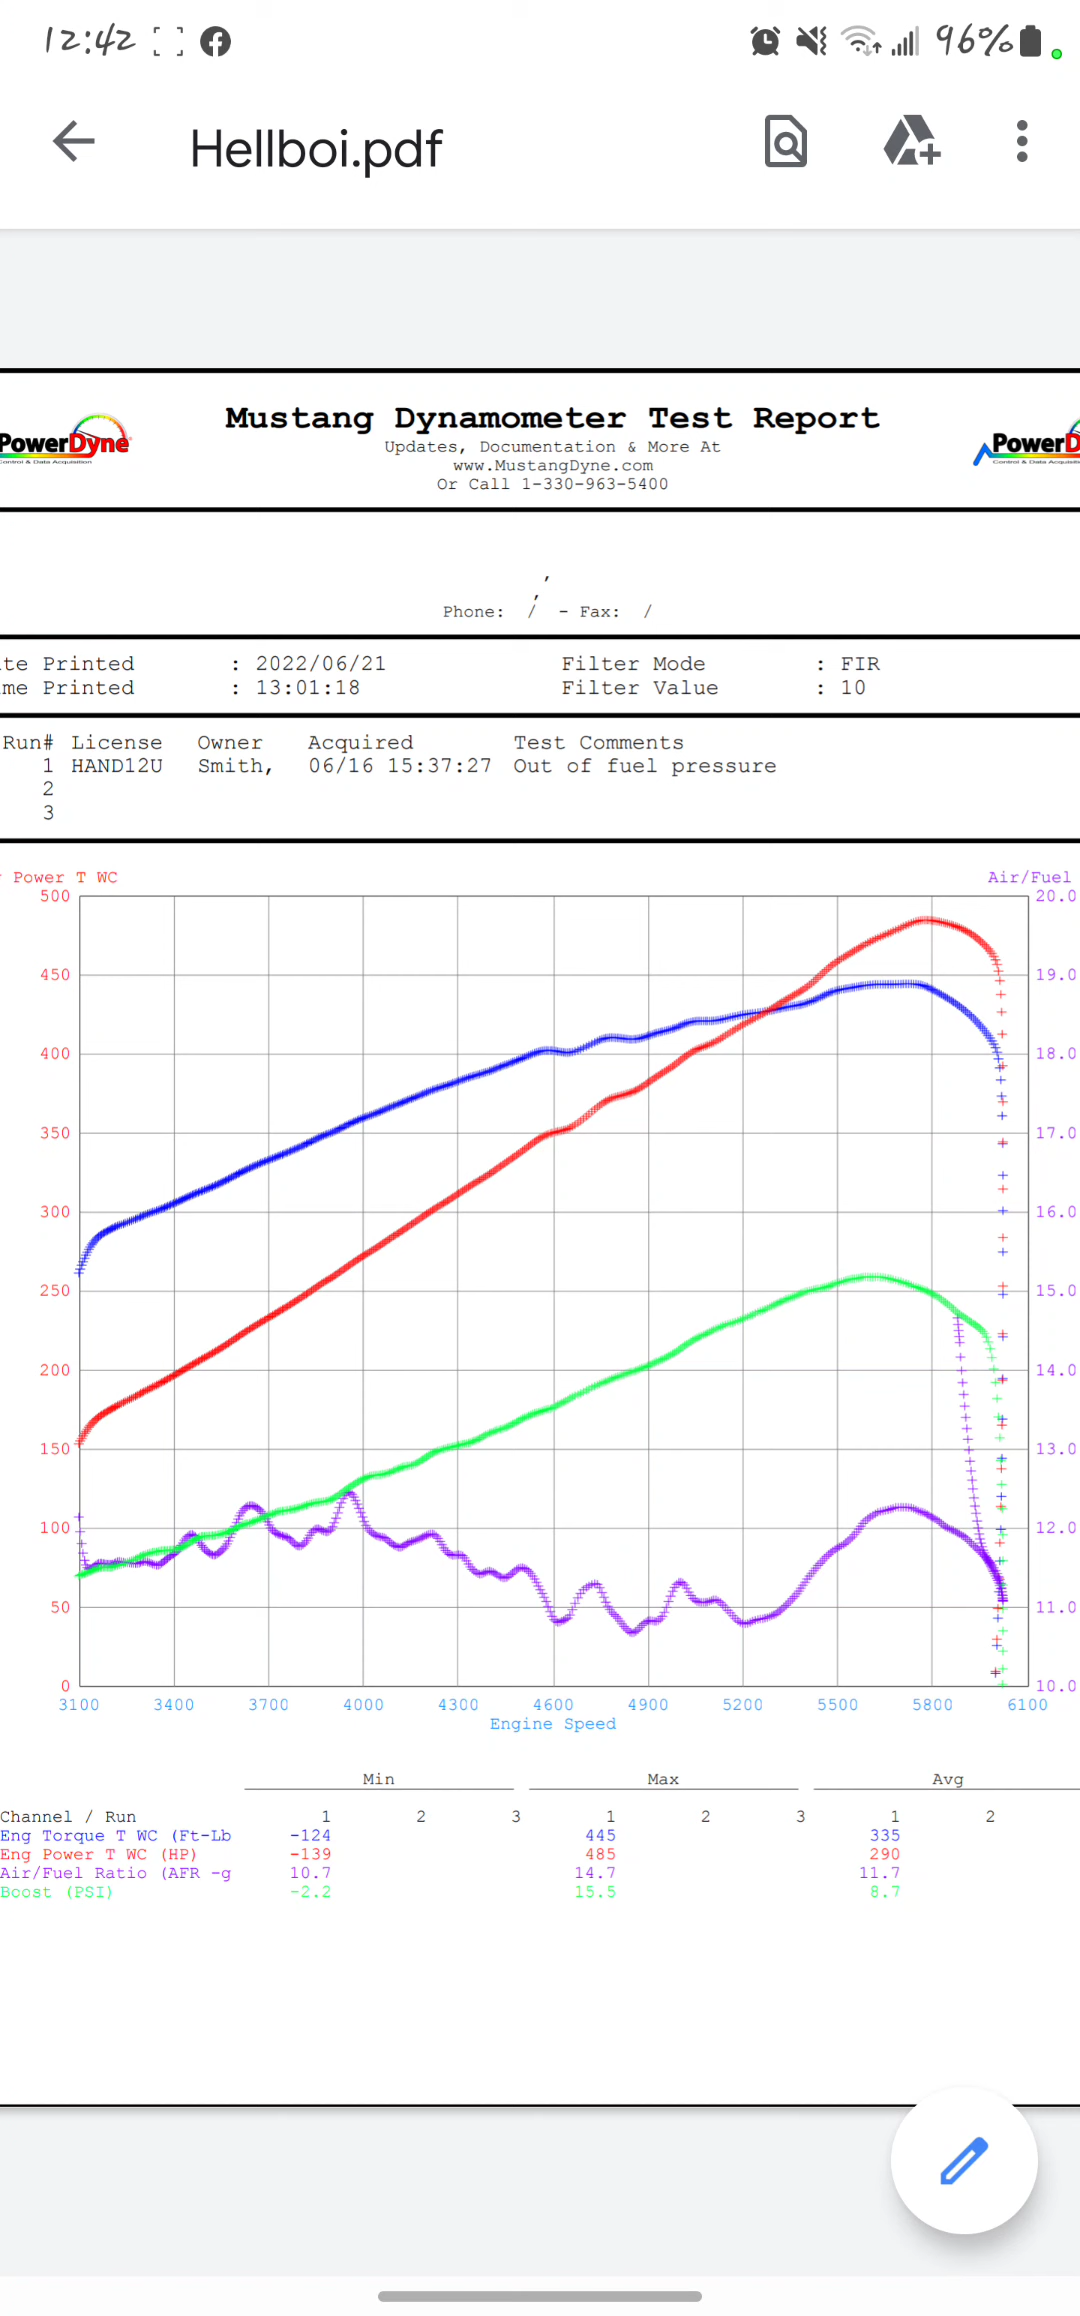 12:42 96%
Hellboi.pdf
Mustang Dynamometer Test Report
PowerDyne
Control & Data Acquisition
Updates, Documentation & More At
www.MustangDyne.com
Or Call 1-330-963-5400
PowerD
Control & Data Acquisiti
,
,
Phone: / - Fax: /
te Printed : 2022/06/21 Filter Mode : FIR
me Printed : 13:01:18 Filter Value : 10
Run# License Owner Acquired Test Comments
1 HAND12U Smith, 06/16 15:37:27 Out of fuel pressure
2
3
Power T WC Air/Fuel
500 20.0
450 19.0
400 18.0
350 17.0
300 16.0
250 15.0
200 14.0
150 13.0
100 12.0
50 11.0
0 10.0
3100 3400 3700 4000 4300 4600 4900 5200 5500 5800 6100
Engine Speed
Min Max Avg
Channel / Run 1 2 3 1 2 3 1 2
Eng Torque T WC (Ft-Lb -124 445 335
Eng Power T WC (HP) -139 485 290
Air/Fuel Ratio (AFR -g 10.7 14.7 11.7
Boost (PSI) -2.2 15.5 8.7